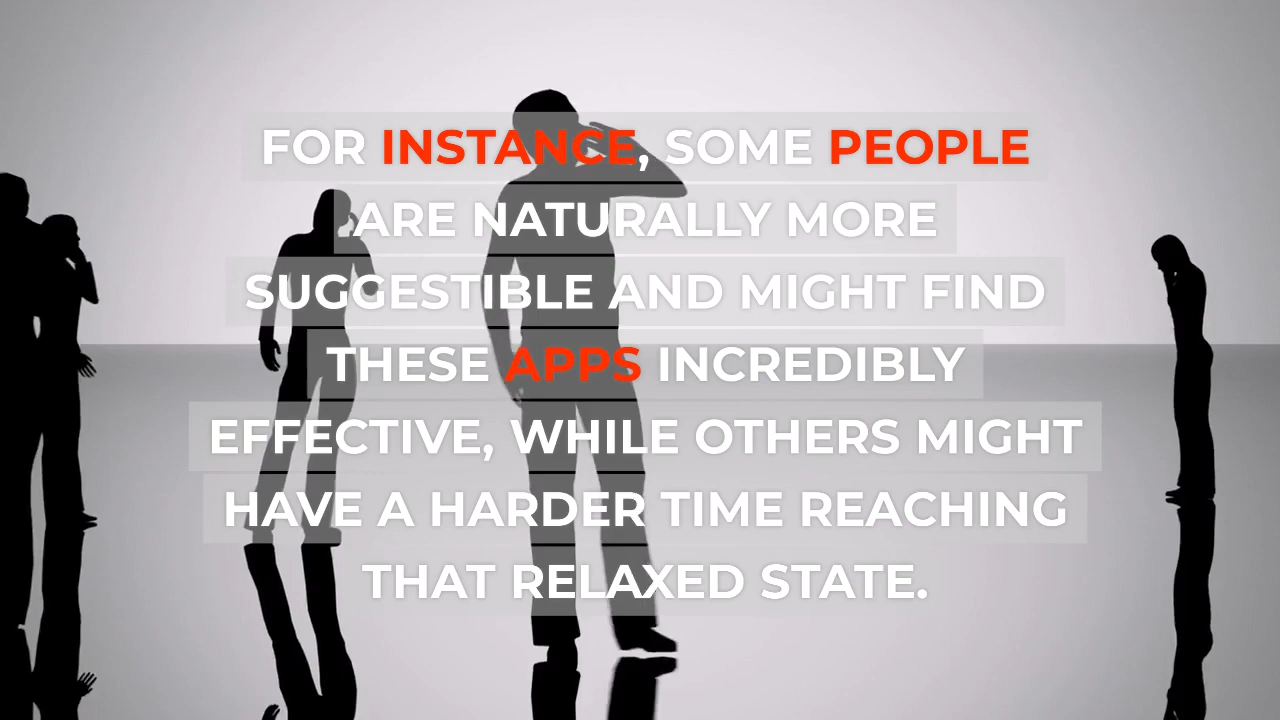 FOR INSTANCE, SOME PEOPLE
ARE NATURALLY MORE
SUGGESTIBLE AND MIGHT FIND
THESE APPS INCREDIBLY
EFFECTIVE, WHILE OTHERS MIGHT
HAVE A HARDER TIME REACHING
THAT RELAXED STATE.